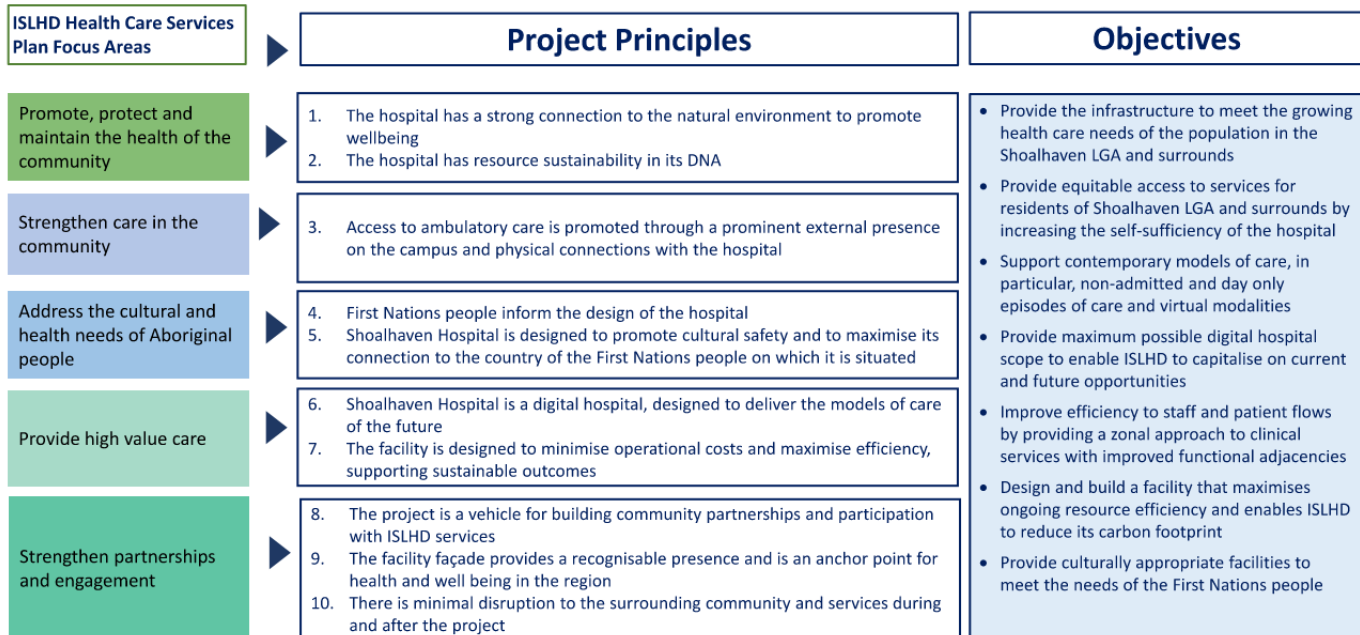 ISLHD Health Care Services
Plan Focus Areas
Project Principles
Objectives
Promote, protect and
maintain the health of the
community
1. The hospital has a strong connection to the natural environment to promote
wellbeing
2. The hospital has resource sustainability in its DNA
Strengthen care in the
community
3. Access to ambulatory care is promoted through a prominent external presence
on the campus and physical connections with the hospital
Address the cultural and
health needs of Aboriginal
people
4. First Nations people inform the design of the hospital
5. Shoalhaven Hospital is designed to promote cultural safety and to maximise its
connection to the country of the First Nations people on which it is situated
Provide high value care
6. Shoalhaven Hospital is a digital hospital, designed to deliver the models of care
of the future
7. The facility is designed to minimise operational costs and maximise efficiency,
supporting sustainable outcomes
Strengthen partnerships
and engagement
8. The project is a vehicle for building community partnerships and participation
with ISLHD services
9. The facility façade provides a recognisable presence and is an anchor point for
health and well being in the region
10. There is minimal disruption to the surrounding community and services during
and after the project
• Provide the infrastructure to meet the growing
health care needs of the population in the
Shoalhaven LGA and surrounds
• Provide equitable access to services for
residents of Shoalhaven LGA and surrounds by
increasing the self-sufficiency of the hospital
• Support contemporary models of care, in
particular, non-admitted and day only
episodes of care and virtual modalities
• Provide maximum possible digital hospital
scope to enable ISLHD to capitalise on current
and future opportunities
• Improve efficiency to staff and patient flows
by providing a zonal approach to clinical
services with improved functional adjacencies
• Design and build a facility that maximises
ongoing resource efficiency and enables ISLHD
to reduce its carbon footprint
• Provide culturally appropriate facilities to
meet the needs of the First Nations people